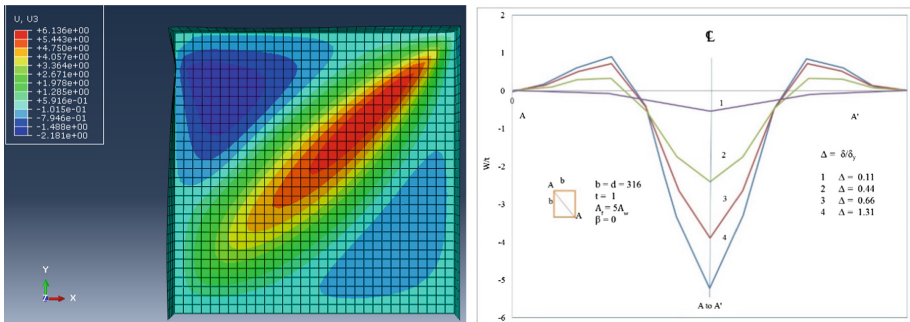 U, U3
+6.136e+00
+5.443e+00
+4.750e+00
+4.057e+00
+3.364e+00
+2.671e+00
+1.978e+00
+1.285e+00
+5.916e-01
-1.015e-01
-7.946e-01
-1.488e+00
-2.181e+00
Y
Z
X
2
1
0
-1
-2
-3
-4
-5
-6
W/t
℄
0
A
A'
1
2
3
4
A b
b
A
b = d = 316
t = 1
β = 0
Δ = δ/δy
1 Δ = 0.11
2 Δ = 0.44
3 Δ = 0.66
4 Δ = 1.31
A to A'